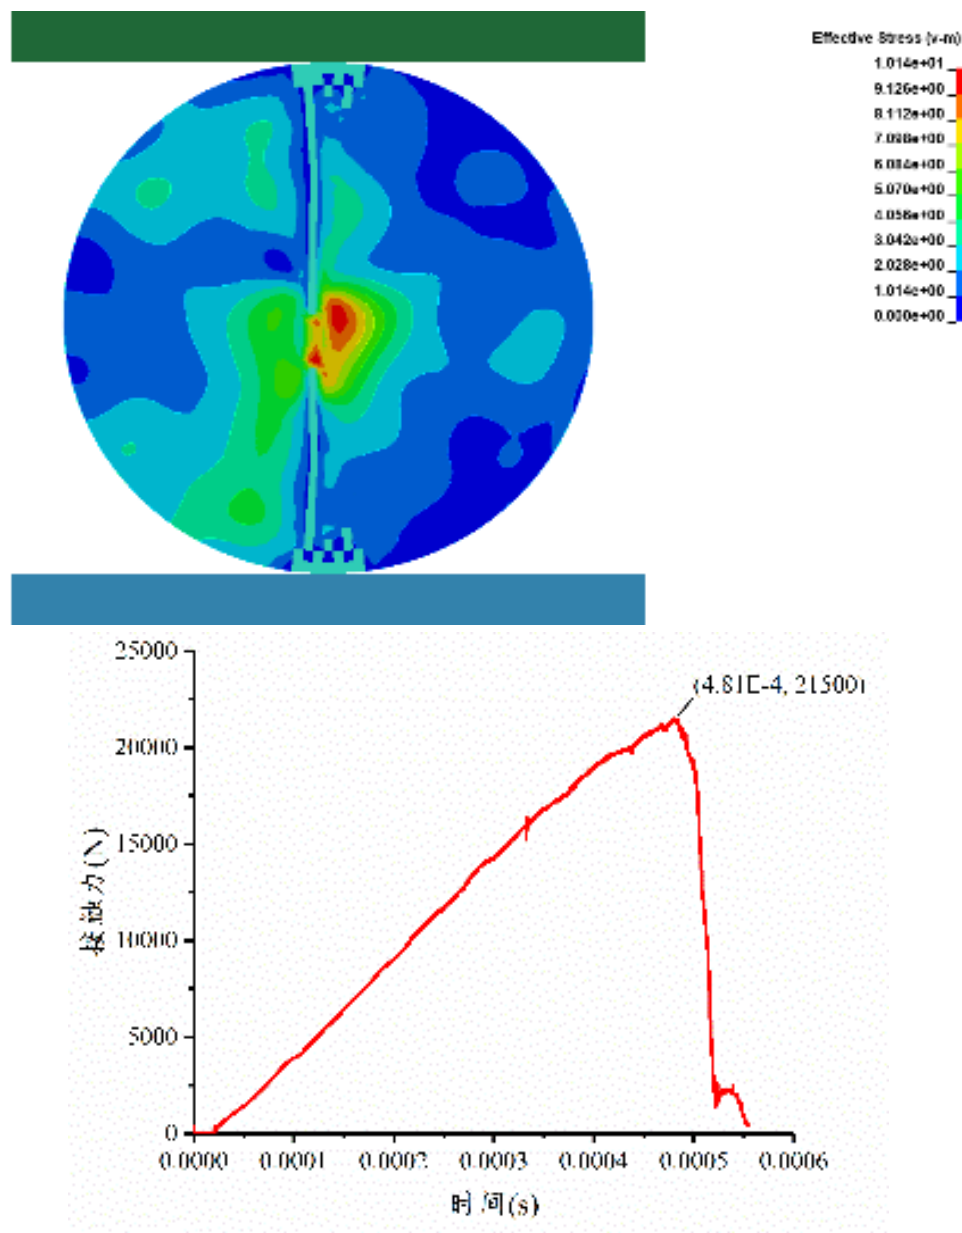 Effective Stress (v-m)
1.014e+01
9.126e+00
8.112e+00
7.098e+00
6.084e+00
5.070e+00
4.056e+00
3.042e+00
2.028e+00
1.014e+00
0.000e+00
25000
(4.81E-4, 21500)
20000
15000
接触力(N)
10000
5000
0
0.0000 0.0001 0.0002 0.0003 0.0004 0.0005 0.0006
时间(s)